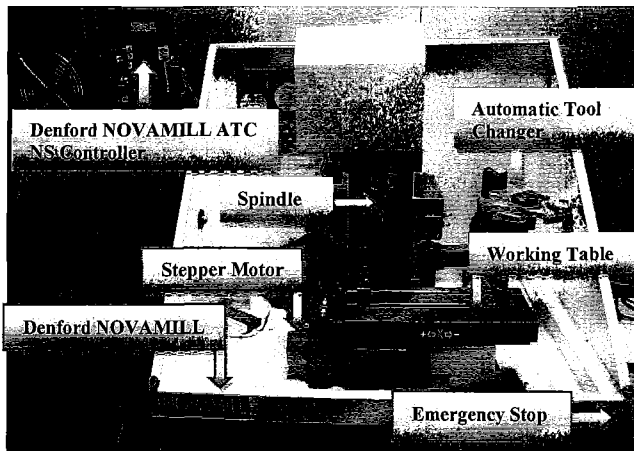 Denford NOVAMILL ATC
NS Controller
Automatic Tool
Changer
Spindle
Stepper Motor
Working Table
Denford NOVAMILL
Emergency Stop